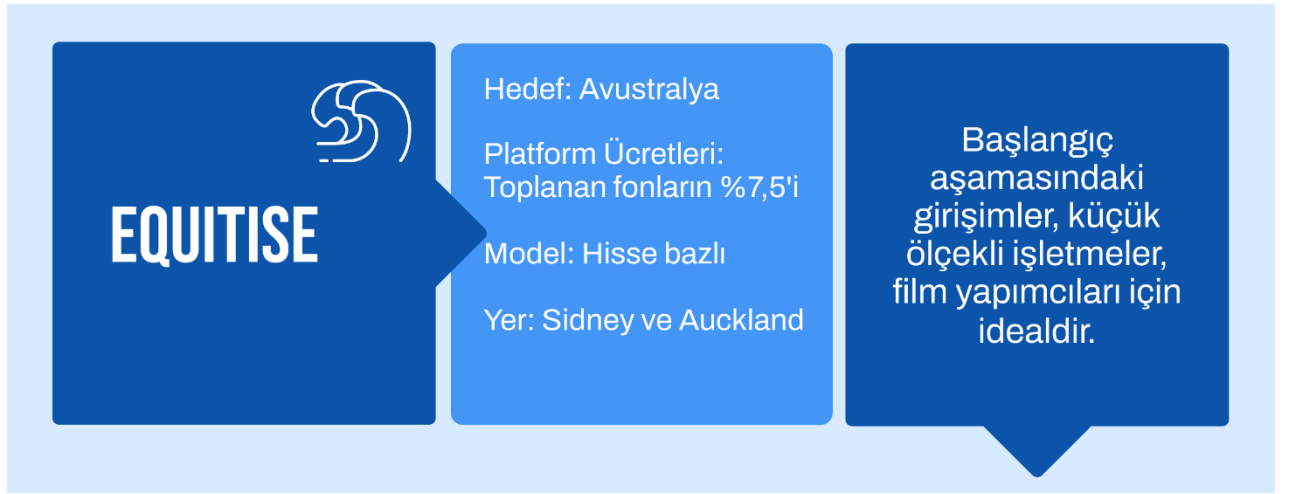 EQUITISE
Hedef: Avustralya
Platform Ücretleri:
Toplanan fonların %7,5'i
Model: Hisse bazlı
Yer: Sidney ve Auckland
Başlangıç
aşamasındaki
girişimler, küçük
ölçekli işletmeler,
film yapımcıları için
idealdir.